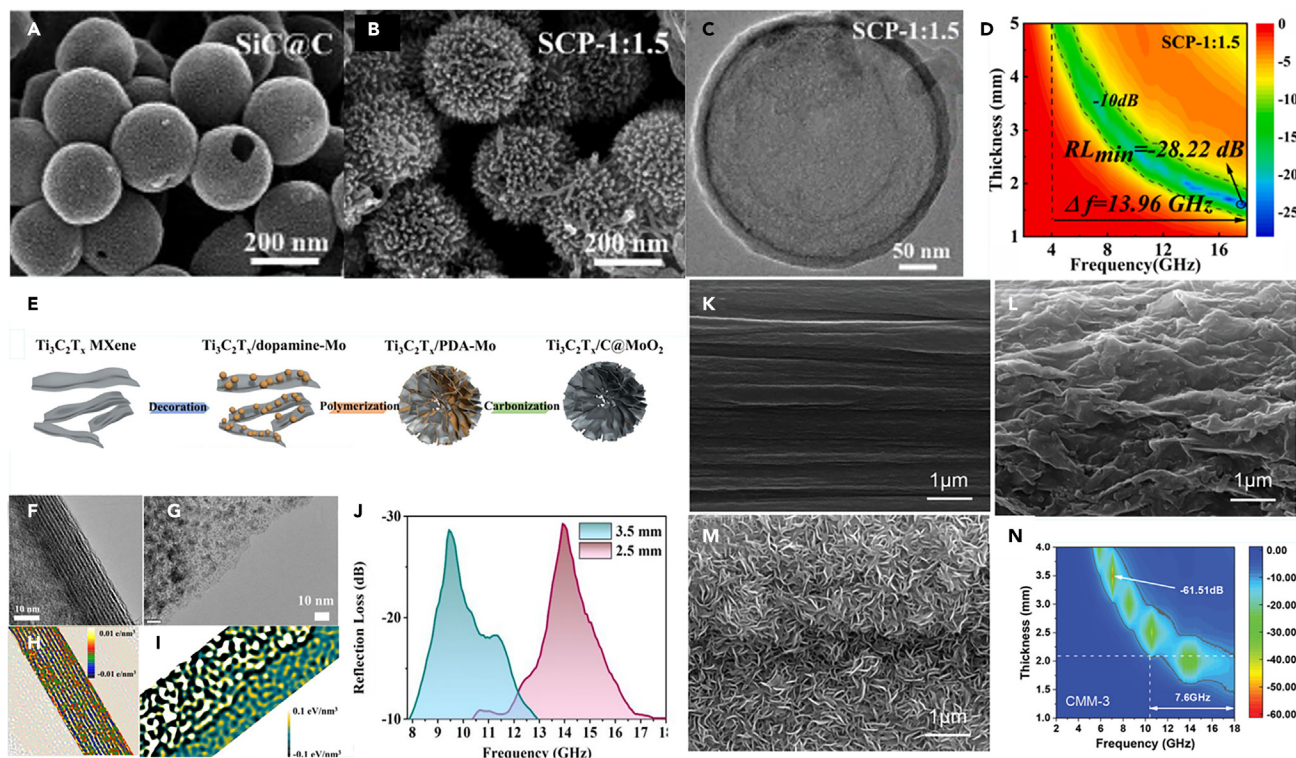 A
SiC@C
200 nm
B
SCP-1:1.5
200 nm
C
SCP-1:1.5
50 nm
D
SCP-1:1.5
-10dB
RLmin=-28.22 dB
Δf=13.96 GHz
Thickness (mm)
5
4
3
2
1
4 8 12 16
Frequency(GHz)
0
-5
-10
-15
-20
-25
E
Ti₃C₂Tₓ MXene
Ti₃C₂Tₓ/dopamine-Mo
Ti₃C₂Tₓ/PDA-Mo
Ti₃C₂Tₓ/C@MoO₂
Decoration
Polymerization
Carbonization
F
10 nm
G
10 nm
H
0.01 e/nm³
-0.01 e/nm³
I
0.1 eV/nm³
-0.1 eV/nm³
J
3.5 mm
2.5 mm
Reflection Loss (dB)
-30
-20
-10
8 9 10 11 12 13 14 15 16 17
Frequency (GHz)
K
1μm
L
1μm
M
1μm
N
-61.51dB
CMM-3
7.6GHz
Thickness (mm)
4.0
3.5
3.0
2.5
2.0
1.5
1.0
2 4 6 8 10 12 14 16 18
Frequency (GHz)
0.00
-10.00
-20.00
-30.00
-40.00
-50.00
-60.00